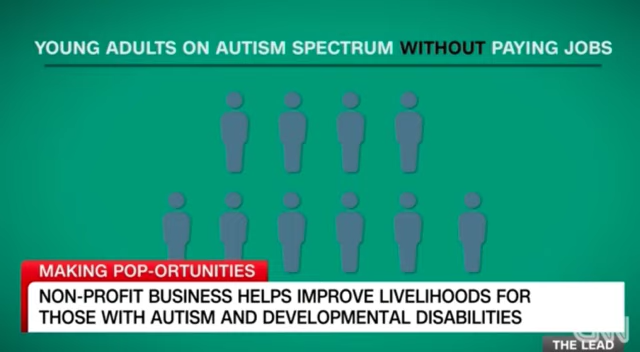 YOUNG ADULTS ON AUTISM SPECTRUM WITHOUT PAYING JOBS
MAKING POP-ORTUNITIES
NON-PROFIT BUSINESS HELPS IMPROVE LIVELIHOODS FOR
THOSE WITH AUTISM AND DEVELOPMENTAL DISABILITIES
CNN
THE LEAD